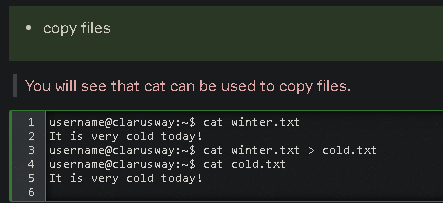 • copy files
You will see that cat can be used to copy files.
1 username@clarusway:~$ cat winter.txt
2 It is very cold today!
3 username@clarusway:~$ cat winter.txt > cold.txt
4 username@clarusway:~$ cat cold.txt
5 It is very cold today!
6